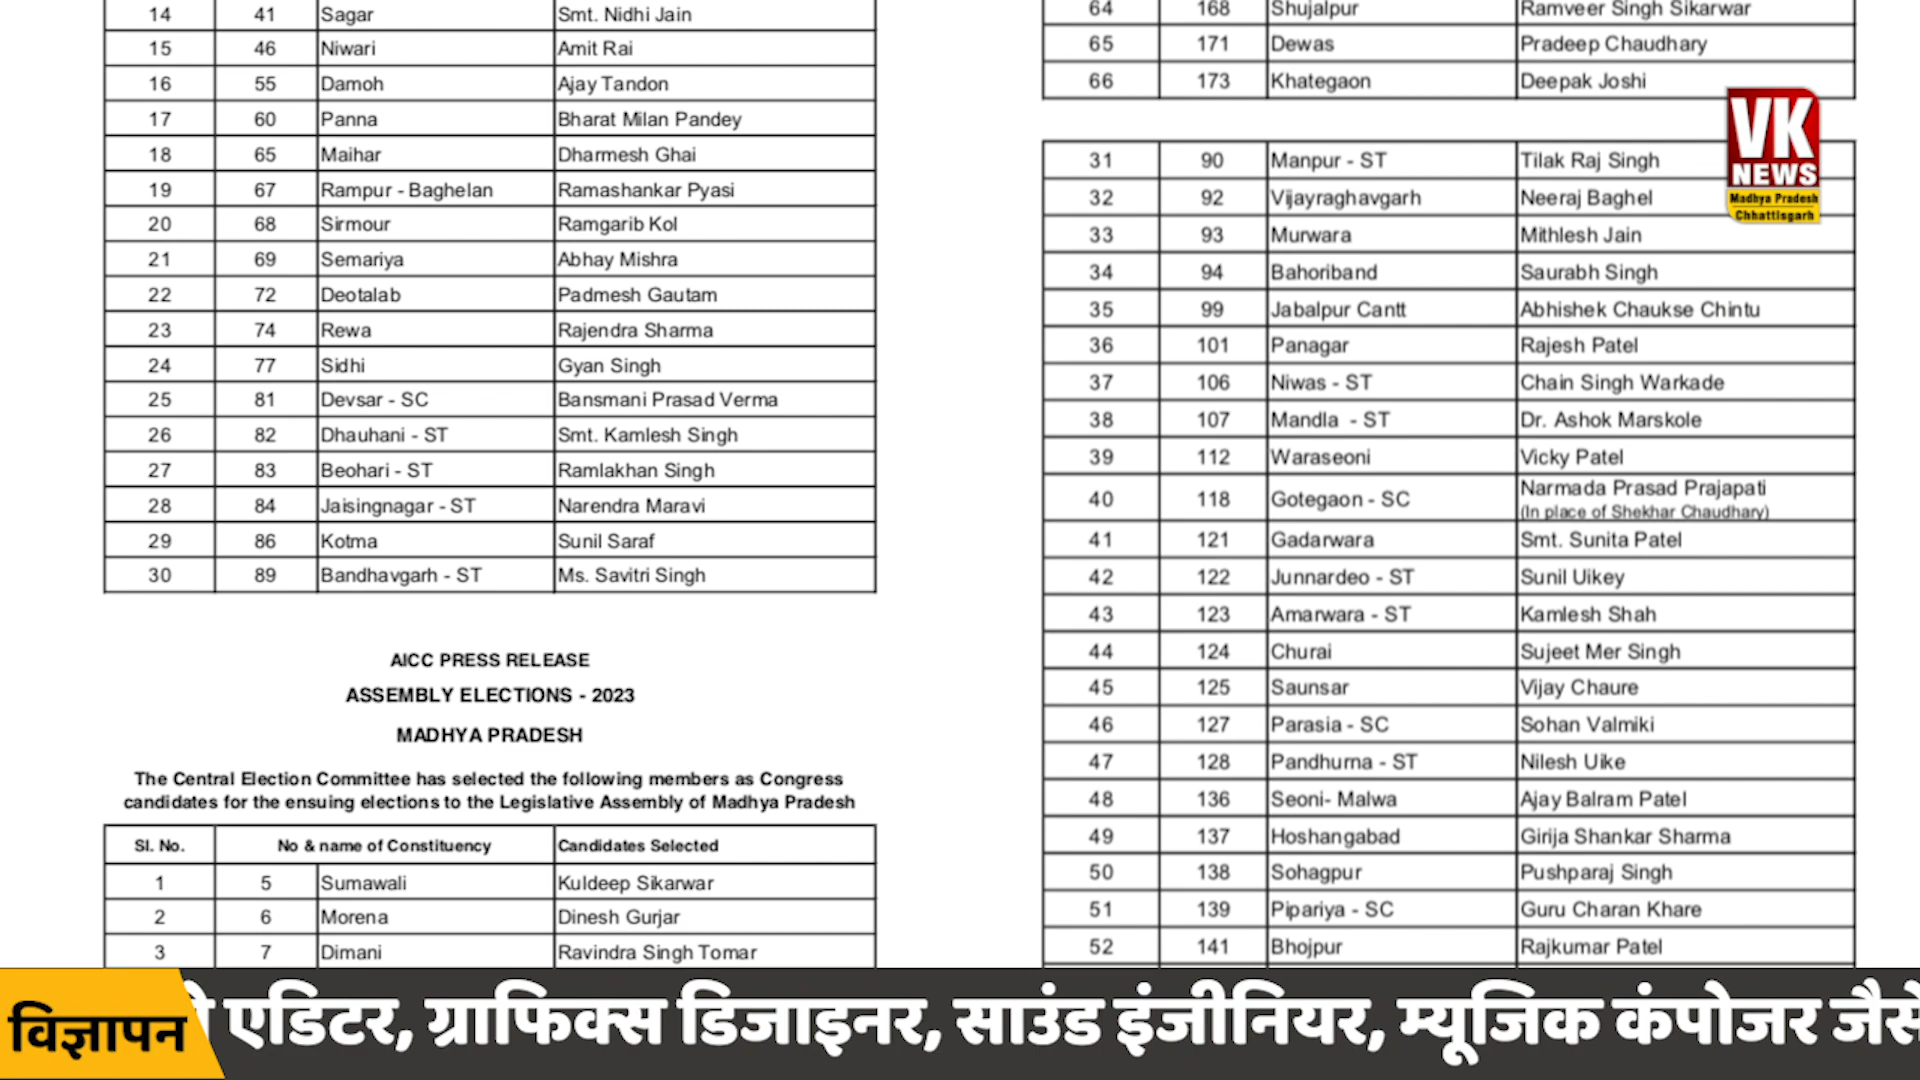 14 41 Sagar Smt. Nidhi Jain
15 46 Niwari Amit Rai
16 55 Damoh Ajay Tandon
17 60 Panna Bharat Milan Pandey
18 65 Maihar Dharmesh Ghai
19 67 Rampur - Baghelan Ramashankar Pyasi
20 68 Sirmour Ramgarib Kol
21 69 Semariya Abhay Mishra
22 72 Deotalab Padmesh Gautam
23 74 Rewa Rajendra Sharma
24 77 Sidhi Gyan Singh
25 81 Devsar - SC Bansmani Prasad Verma
26 82 Dhauhani - ST Smt. Kamlesh Singh
27 83 Beohari - ST Ramlakhan Singh
28 84 Jaisingnagar - ST Narendra Maravi
29 86 Kotma Sunil Saraf
30 89 Bandhavgarh - ST Ms. Savitri Singh
AICC PRESS RELEASE
ASSEMBLY ELECTIONS - 2023
MADHYA PRADESH
The Central Election Committee has selected the following members as Congress
candidates for the ensuing elections to the Legislative Assembly of Madhya Pradesh
Sl. No. No & name of Constituency Candidates Selected
1 5 Sumawali Kuldeep Sikarwar
2 6 Morena Dinesh Gurjar
3 7 Dimani Ravindra Singh Tomar
64 168 Shujalpur Ramveer Singh Sikarwar
65 171 Dewas Pradeep Chaudhary
66 173 Khategaon Deepak Joshi
31 90 Manpur - ST Tilak Raj Singh
32 92 Vijayraghavgarh Neeraj Baghel
33 93 Murwara Mithlesh Jain
34 94 Bahoriband Saurabh Singh
35 99 Jabalpur Cantt Abhishek Chaukse Chintu
36 101 Panagar Rajesh Patel
37 106 Niwas - ST Chain Singh Warkade
38 107 Mandla - ST Dr. Ashok Marskole
39 112 Waraseoni Vicky Patel
40 118 Gotegaon - SC Narmada Prasad Prajapati
(In place of Shekhar Chaudhary)
41 121 Gadarwara Smt. Sunita Patel
42 122 Junnardeo - ST Sunil Uikey
43 123 Amarwara - ST Kamlesh Shah
44 124 Churai Sujeet Mer Singh
45 125 Saunsar Vijay Chaure
46 127 Parasia - SC Sohan Valmiki
47 128 Pandhurna - ST Nilesh Uike
48 136 Seoni- Malwa Ajay Balram Patel
49 137 Hoshangabad Girija Shankar Sharma
50 138 Sohagpur Pushparaj Singh
51 139 Pipariya - SC Guru Charan Khare
52 141 Bhojpur Rajkumar Patel
VK
NEWS
Madhya Pradesh
Chhattisgarh
विज्ञापन
एडिटर, ग्राफिक्स डिजाइनर, साउंड इंजीनियर, म्यूजिक कंपोजर जैसे